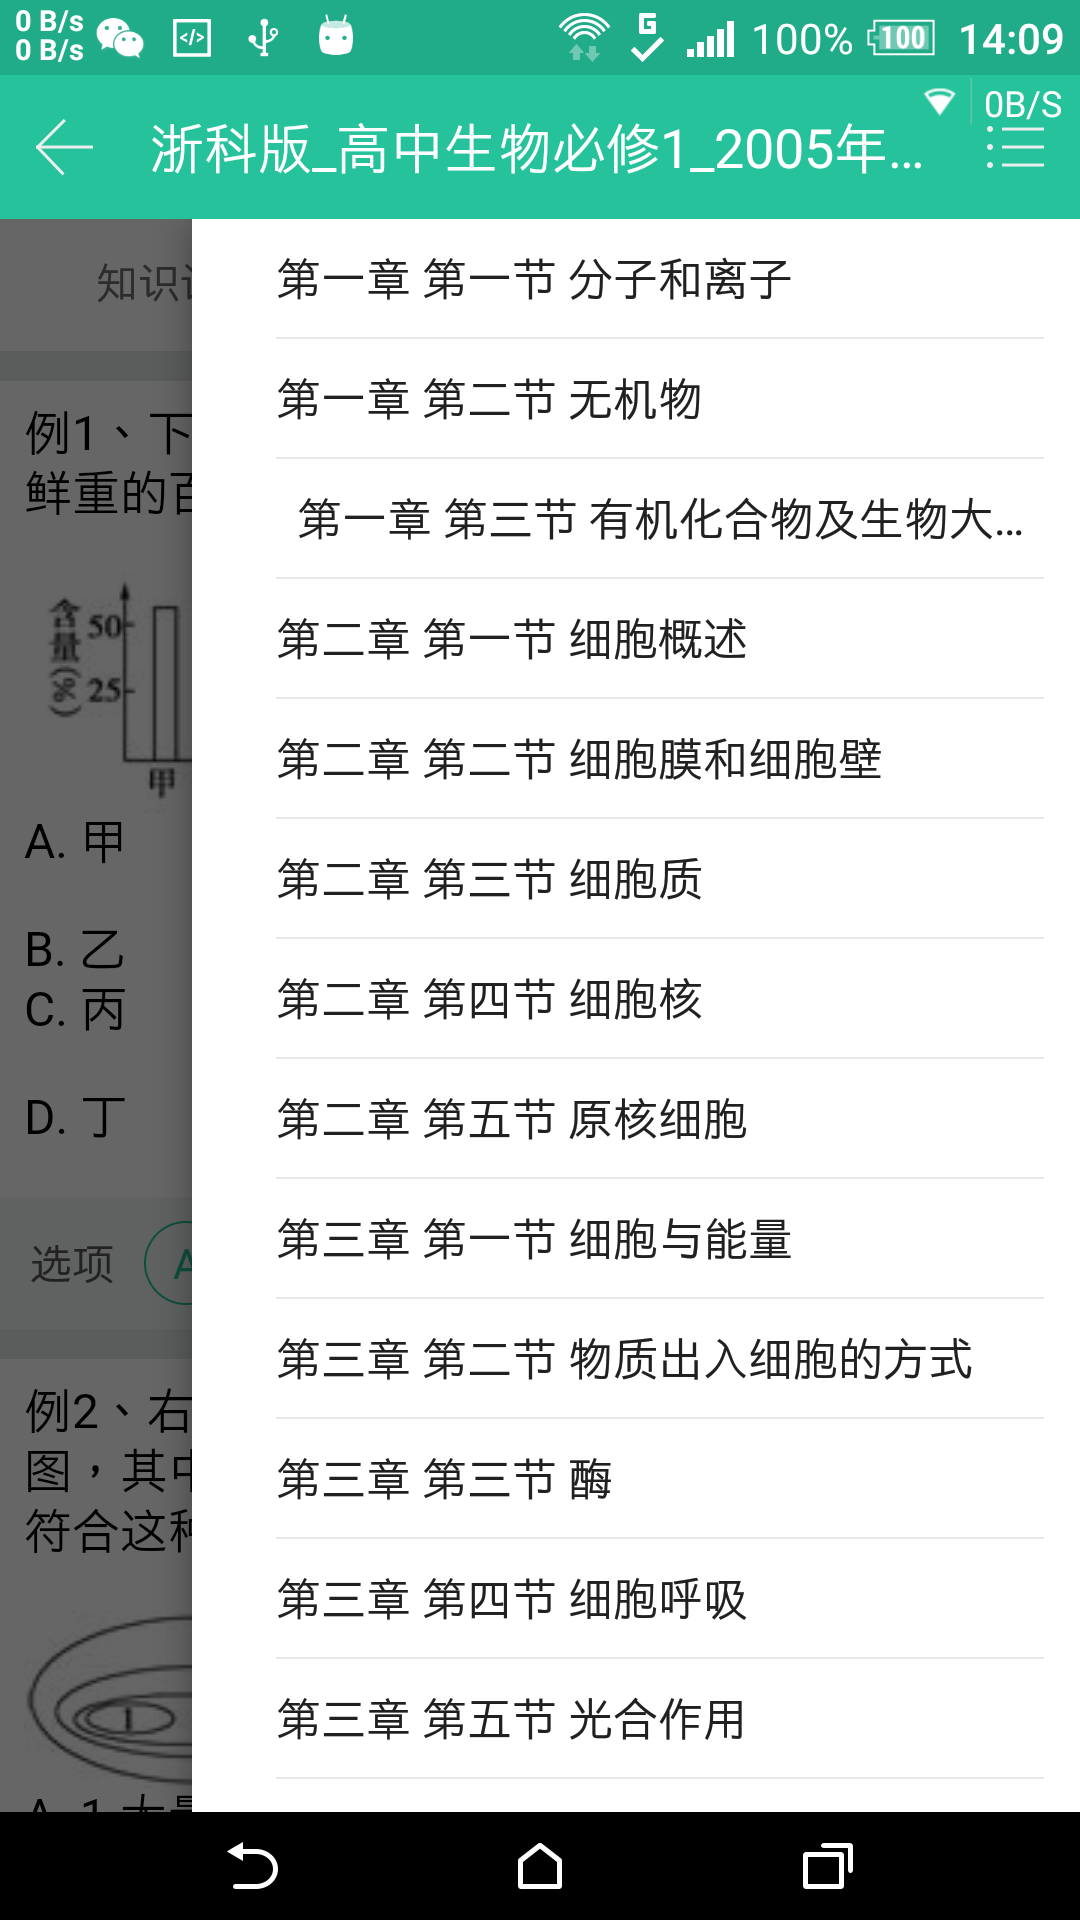 0 B/s
0 B/s
100%
100
14:09
0B/S
浙科版_高中生物必修1_2005年...
知识
第一章 第一节 分子和离子
第一章 第二节 无机物
第一章 第三节 有机化合物及生物大...
第二章 第一节 细胞概述
第二章 第二节 细胞膜和细胞壁
第二章 第三节 细胞质
第二章 第四节 细胞核
第二章 第五节 原核细胞
第三章 第一节 细胞与能量
第三章 第二节 物质出入细胞的方式
第三章 第三节 酶
第三章 第四节 细胞呼吸
第三章 第五节 光合作用
例1、下
鲜重的百
含量(%)
50
25
甲
A. 甲
B. 乙
C. 丙
D. 丁
选项 A
例2、右
图，其中
符合这种
1
A. 1 大量